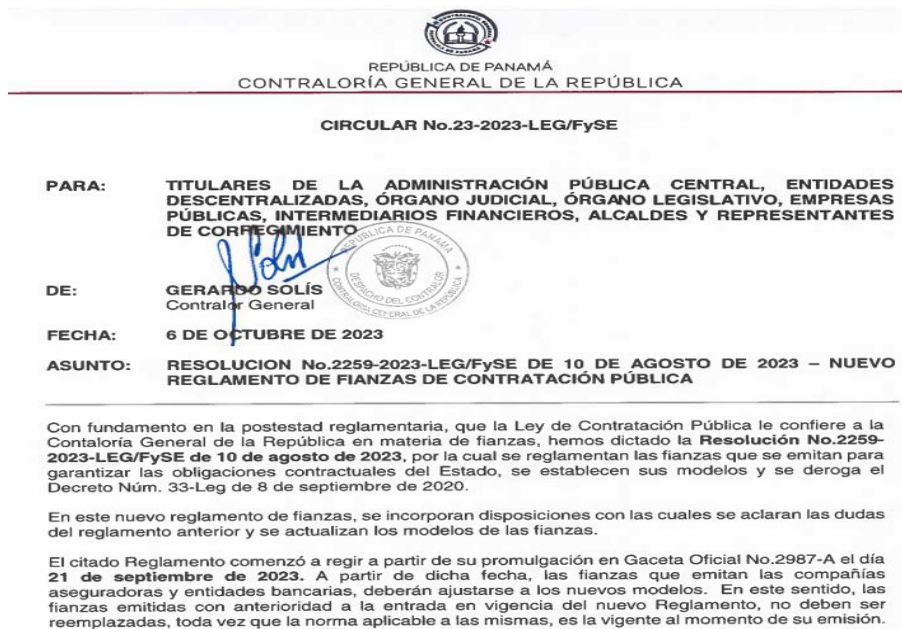 REPÚBLICA DE PANAMÁ
CONTRALORÍA GENERAL DE LA REPÚBLICA
CIRCULAR No.23-2023-LEG/FySE
PARA: TITULARES DE LA ADMINISTRACIÓN PÚBLICA CENTRAL, ENTIDADES
DESCENTRALIZADAS, ÓRGANO JUDICIAL, ÓRGANO LEGISLATIVO, EMPRESAS
PÚBLICAS, INTERMEDIARIOS FINANCIEROS, ALCALDES Y REPRESENTANTES
DE CORREGIMIENTO
REPÚBLICA DE PANAMÁ
DESPACHO DEL CONTRALOR
CONTRALORÍA GENERAL DE LA REPÚBLICA
DE: GERARDO SOLÍS
Contralor General
FECHA: 6 DE OCTUBRE DE 2023
ASUNTO: RESOLUCION No.2259-2023-LEG/FySE DE 10 DE AGOSTO DE 2023 – NUEVO
REGLAMENTO DE FIANZAS DE CONTRATACIÓN PÚBLICA
Con fundamento en la postestad reglamentaria, que la Ley de Contratación Pública le confiere a la
Contaloría General de la República en materia de fianzas, hemos dictado la Resolución No.2259-
2023-LEG/FySE de 10 de agosto de 2023, por la cual se reglamentan las fianzas que se emitan para
garantizar las obligaciones contractuales del Estado, se establecen sus modelos y se deroga el
Decreto Núm. 33-Leg de 8 de septiembre de 2020.
En este nuevo reglamento de fianzas, se incorporan disposiciones con las cuales se aclaran las dudas
del reglamento anterior y se actualizan los modelos de las fianzas.
El citado Reglamento comenzó a regir a partir de su promulgación en Gaceta Oficial No.2987-A el día
21 de septiembre de 2023. A partir de dicha fecha, las fianzas que emitan las compañías
aseguradoras y entidades bancarias, deberán ajustarse a los nuevos modelos. En este sentido, las
fianzas emitidas con anterioridad a la entrada en vigencia del nuevo Reglamento, no deben ser
reemplazadas, toda vez que la norma aplicable a las mismas, es la vigente al momento de su emisión.